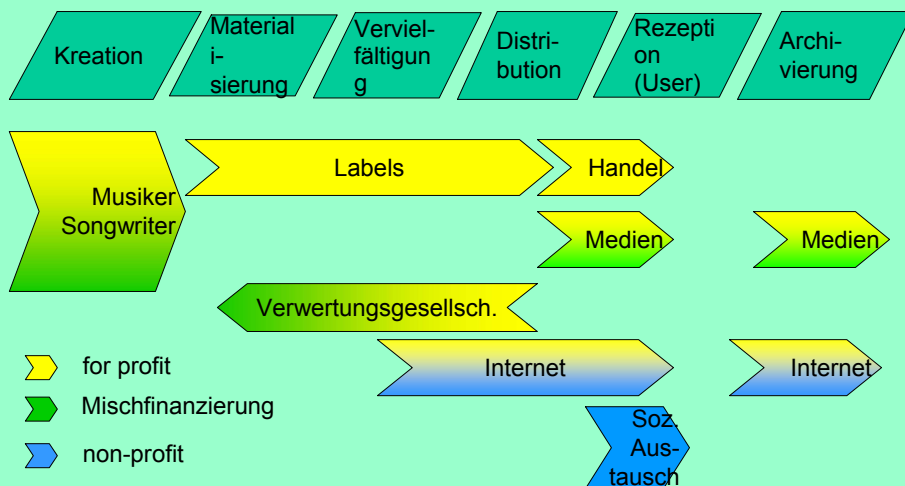 Kreation
Material
i-
sierung
Verviel-
fältigun
g
Distri-
bution
Rezepti
on
(User)
Archi-
vierung
Musiker
Songwriter
Labels
Handel
Medien
Medien
Verwertungsgesellsch.
Internet
Internet
Soz.
Aus-
tausch
for profit
Mischfinanzierung
non-profit